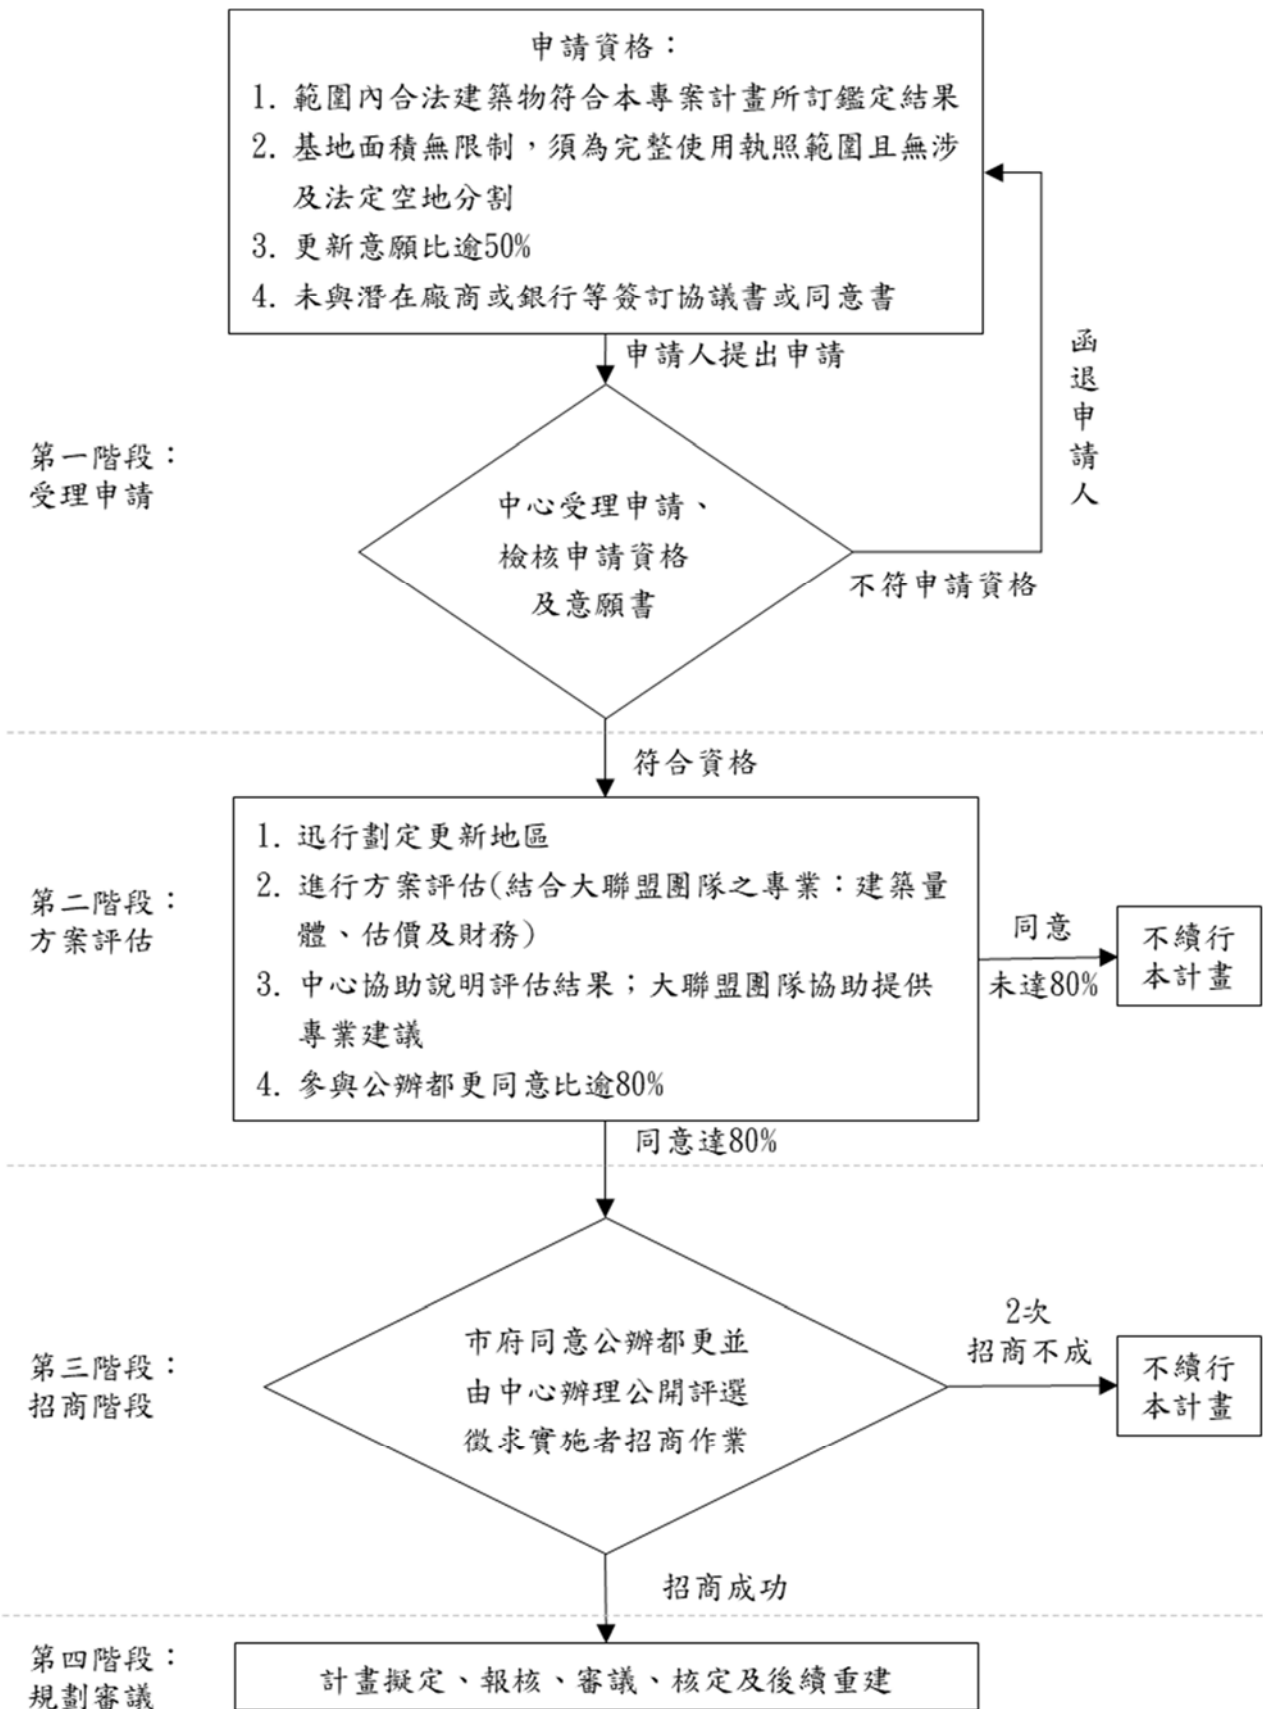 申請資格：
1. 範圍內合法建築物符合本專案計畫所訂鑑定結果
2. 基地面積無限制，須為完整使用執照範圍且無涉
及法定空地分割
3. 更新意願比逾50%
4. 未與潛在廠商或銀行等簽訂協議書或同意書
申請人提出申請
函退申請人
第一階段：
受理申請
中心受理申請、
檢核申請資格
及意願書
不符申請資格
符合資格
第二階段：
方案評估
1. 迅行劃定更新地區
2. 進行方案評估(結合大聯盟團隊之專業：建築量
體、估價及財務)
3. 中心協助說明評估結果；大聯盟團隊協助提供
專業建議
4. 參與公辦都更同意比逾80%
同意
未達80%
不續行
本計畫
同意達80%
第三階段：
招商階段
市府同意公辦都更並
由中心辦理公開評選
徵求實施者招商作業
2次
招商不成
不續行
本計畫
招商成功
第四階段：
規劃審議
計畫擬定、報核、審議、核定及後續重建